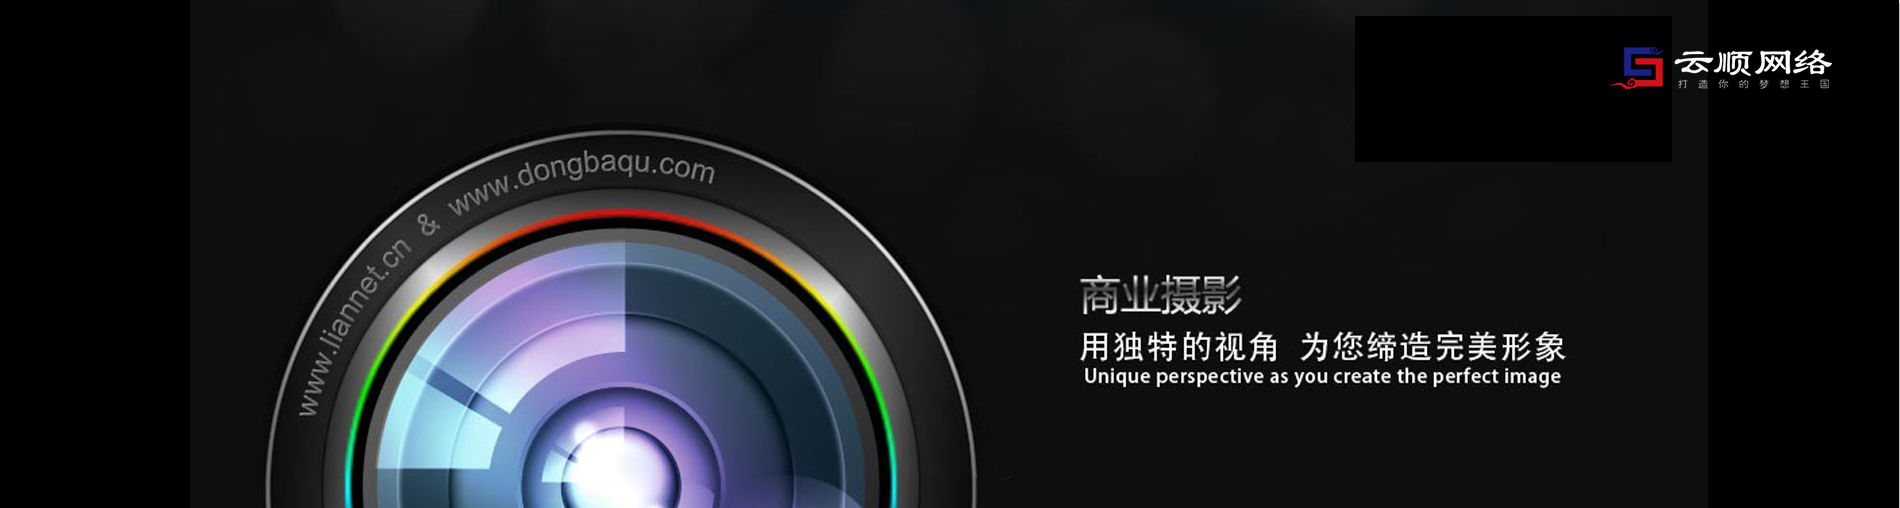 云顺网络
打造你的梦想王国
www.liannet.cn & www.dongbaqu.com
商业摄影
用独特的视角 为您缔造完美形象
Unique perspective as you create the perfect image